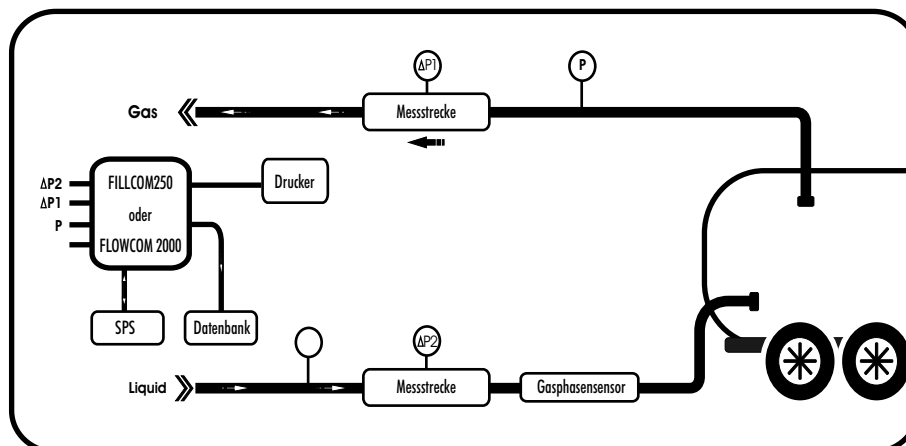 ΔP1
P
Gas
Messstrecke
ΔP2
ΔP1
P
FILLCOM250
oder
FLOWCOM 2000
Drucker
SPS
Datenbank
ΔP2
Liquid
Messstrecke
Gasphasensensor